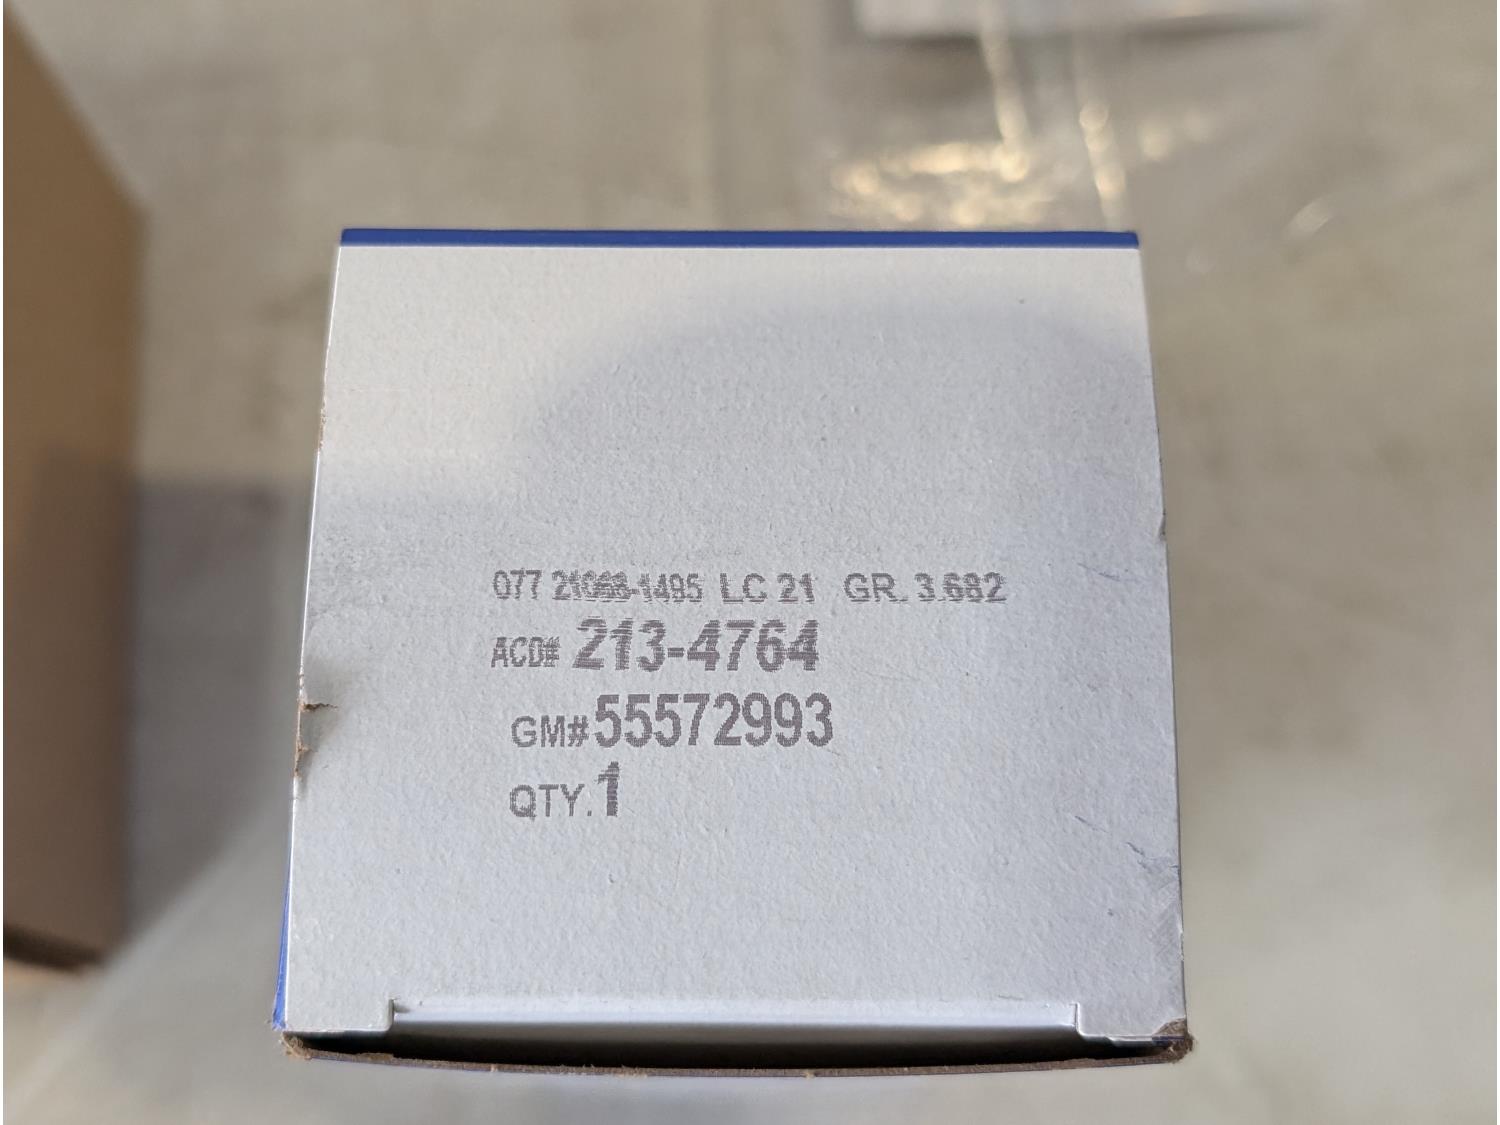 077 LC 21 GR. 3.682
ACD# 213-4764
GM#55572993
QTY.1